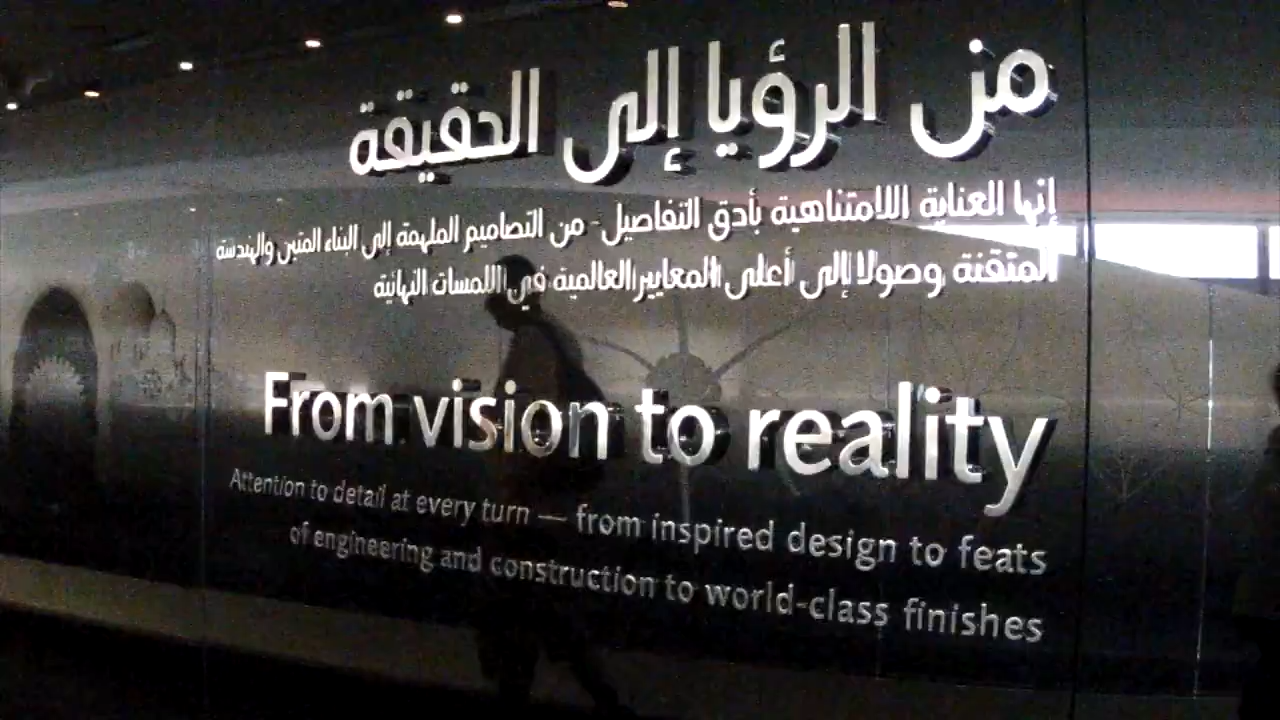 من الرؤيا إلى الحقيقة
إنها العناية اللامتناهية بأدق التفاصيل - من التصاميم الملهمة إلى البناء المتين والهندسة
المتقنة وصولا إلى أعلى المعايير العالمية في اللمسات النهائية
From vision to reality
Attention to detail at every turn — from inspired design to feats
of engineering and construction to world-class finishes